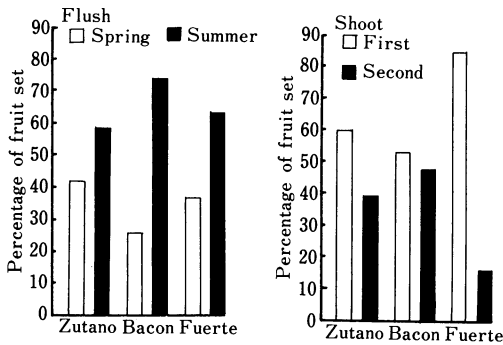 Flush
Spring
Summer
Percentage of fruit set
90
80
70
60
50
40
30
20
10
0
Zutano Bacon Fuerte
Shoot
First
Second
Percentage of fruit set
90
80
70
60
50
40
30
20
10
0
Zutano Bacon Fuerte